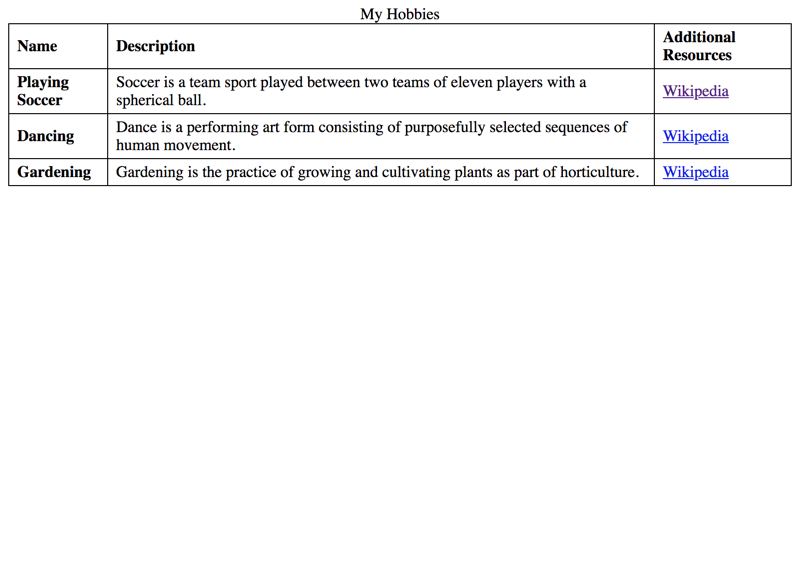 My Hobbies
Name Description Additional Resources
Playing Soccer Soccer is a team sport played between two teams of eleven players with a spherical ball. Wikipedia
Dancing Dance is a performing art form consisting of purposefully selected sequences of human movement. Wikipedia
Gardening Gardening is the practice of growing and cultivating plants as part of horticulture. Wikipedia